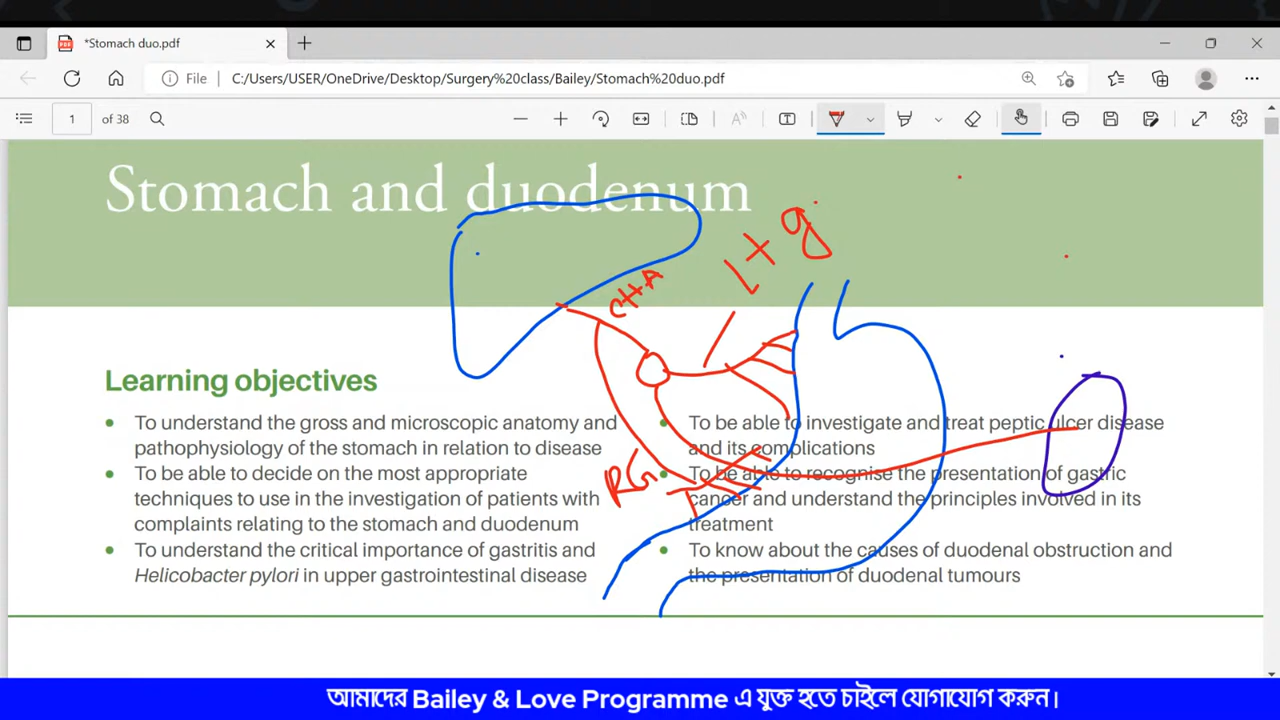 *Stomach duo.pdf
File C:/Users/USER/OneDrive/Desktop/Surgery%20class/Bailey/Stomach%20duo.pdf
1 of 38
Stomach and duodenum
L+g
CHA
RG
Learning objectives
To understand the gross and microscopic anatomy and
pathophysiology of the stomach in relation to disease
To be able to decide on the most appropriate
techniques to use in the investigation of patients with
complaints relating to the stomach and duodenum
To understand the critical importance of gastritis and
Helicobacter pylori in upper gastrointestinal disease
To be able to investigate and treat peptic ulcer disease
and its complications
To be able to recognise the presentation of gastric
cancer and understand the principles involved in its
treatment
To know about the causes of duodenal obstruction and
the presentation of duodenal tumours
আমাদের Bailey & Love Programme এ যুক্ত হতে চাইলে যোগাযোগ করুন।